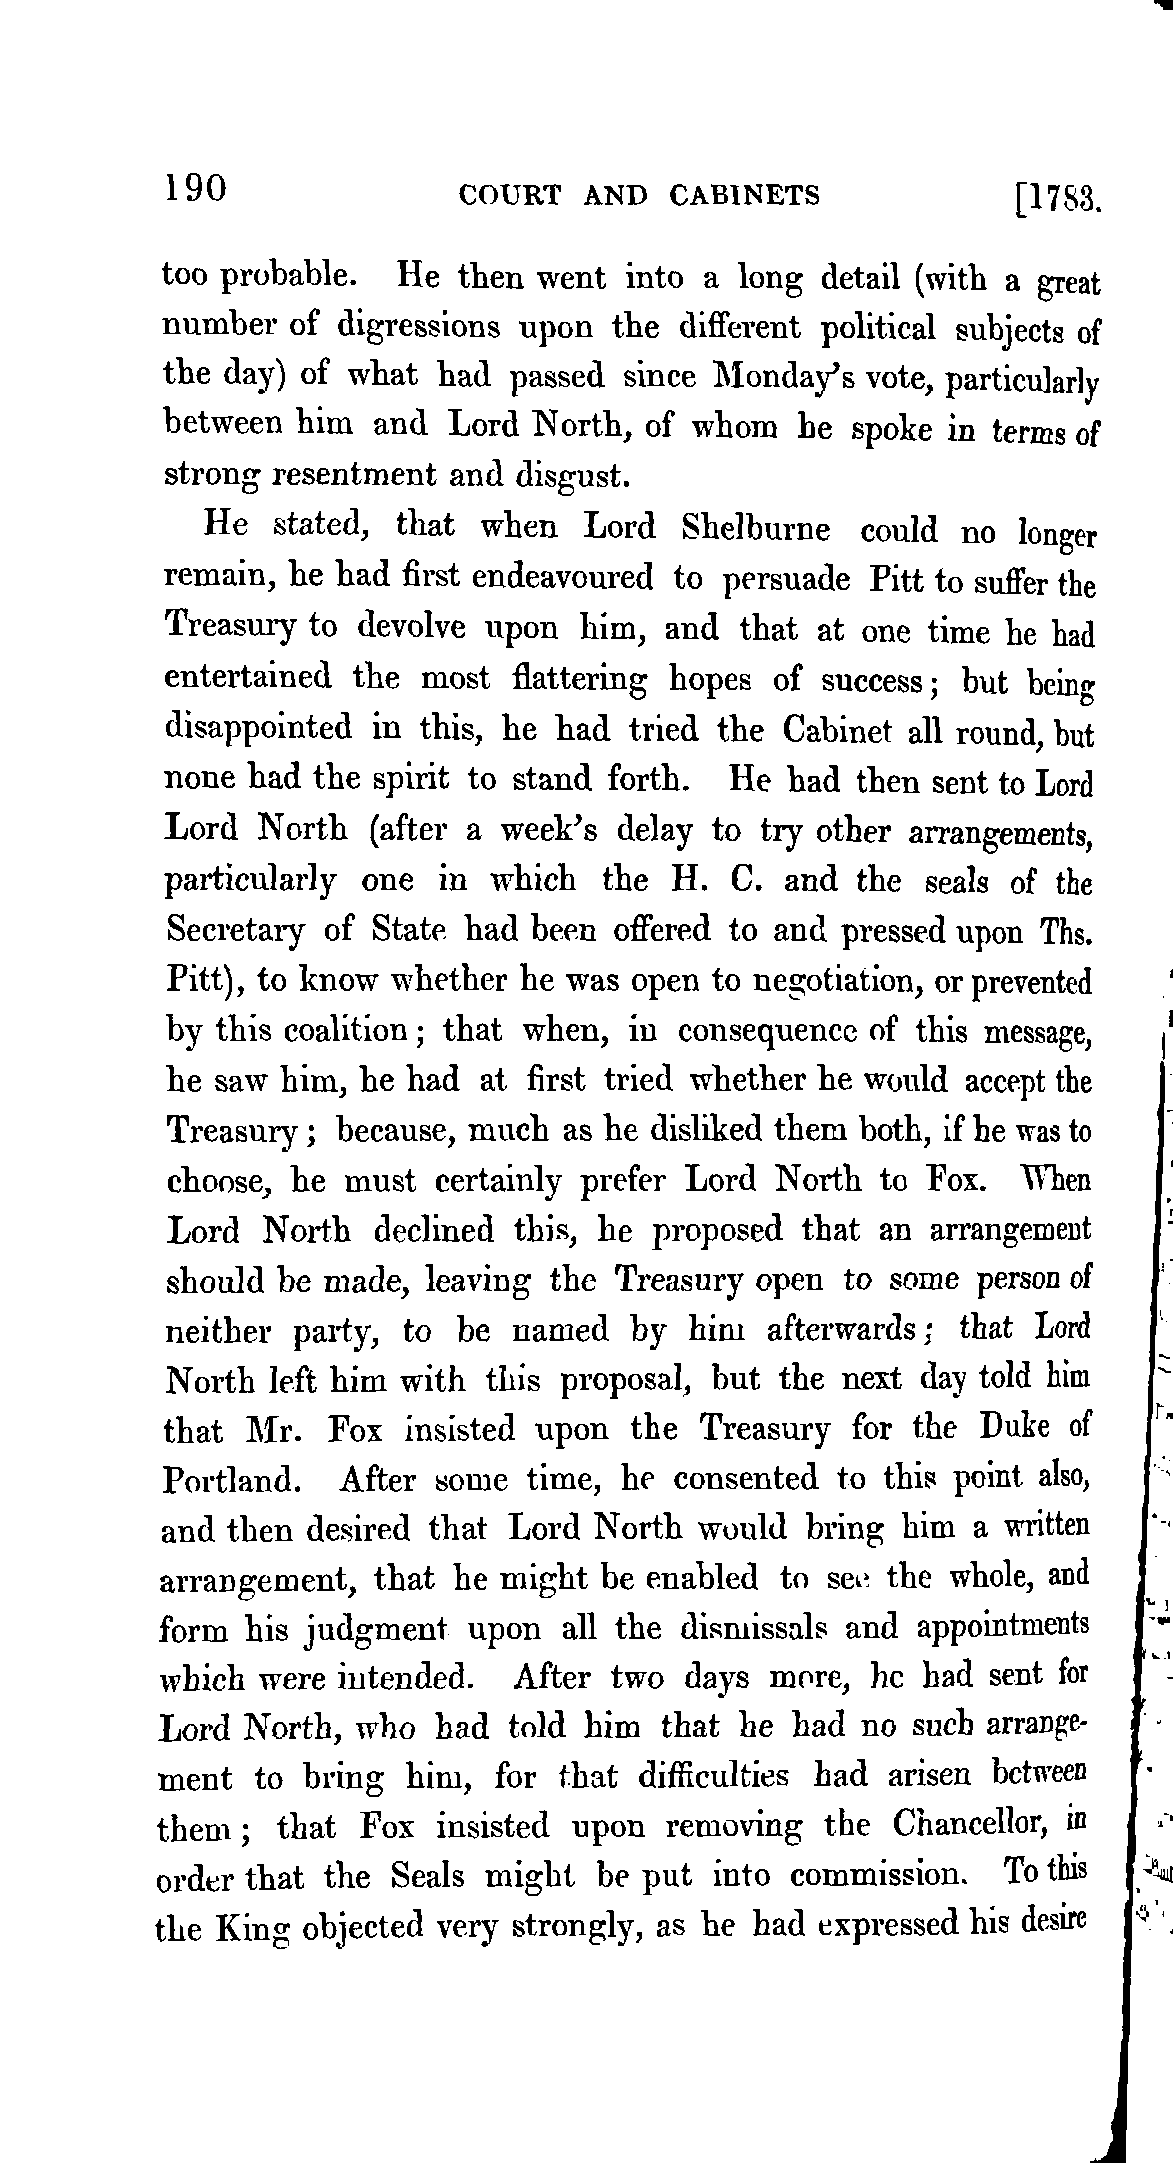 190 COURT AND CABINETS [1783.
too probable. He then went into a long detail (with a great
number of digressions upon the different political subjects of
the day) of what had passed since Monday's vote, particularly
between him and Lord North, of whom he spoke in terms of
strong resentment and disgust.
He stated, that when Lord Shelburne could no longer
remain, he had first endeavoured to persuade Pitt to suffer the
Treasury to devolve upon him, and that at one time he had
entertained the most flattering hopes of success; but being
disappointed in this, he had tried the Cabinet all round, but
none had the spirit to stand forth. He had then sent to Lord
Lord North (after a week's delay to try other arrangements,
particularly one in which the H. C. and the seals of the
Secretary of State had been offered to and pressed upon Ths.
Pitt), to know whether he was open to negotiation, or prevented
by this coalition; that when, in consequence of this message,
he saw him, he had at first tried whether he would accept the
Treasury; because, much as he disliked them both, if he was to
choose, he must certainly prefer Lord North to Fox. When
Lord North declined this, he proposed that an arrangement
should be made, leaving the Treasury open to some person of
neither party, to be named by him afterwards; that Lord
North left him with this proposal, but the next day told him
that Mr. Fox insisted upon the Treasury for the Duke of
Portland. After some time, he consented to this point also,
and then desired that Lord North would bring him a written
arrangement, that he might be enabled to see the whole, and
form his judgment upon all the dismissals and appointments
which were intended. After two days more, he had sent for
Lord North, who had told him that he had no such arrange-
ment to bring him, for that difficulties had arisen between
them; that Fox insisted upon removing the Chancellor, in
order that the Seals might be put into commission. To this
the King objected very strongly, as he had expressed his desire